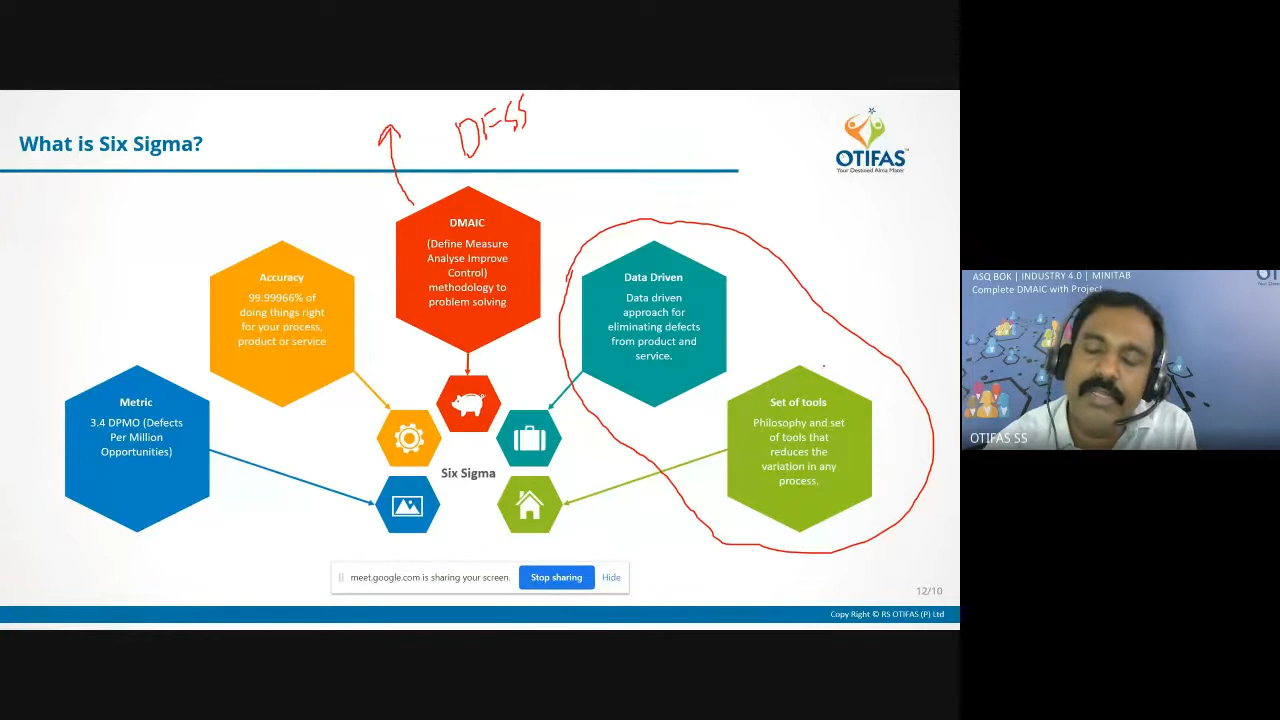 What is Six Sigma?
DFSS
OTIFAS™
Your Destined Alma Mater
DMAIC
(Define Measure
Analyse Improve
Control)
methodology to
problem solving
Accuracy
99.99966% of
doing things right
for your process,
product or service
Data Driven
Data driven
approach for
eliminating defects
from product and
service.
Metric
3.4 DPMO (Defects
Per Million
Opportunities)
Set of tools
Philosophy and set
of tools that
reduces the
variation in any
process.
Six Sigma
meet.google.com is sharing your screen. Stop sharing Hide
12/10
Copy Right © RS OTIFAS (P) Ltd
ASQ BOK | INDUSTRY 4.0 | MINITAB
Complete DMAIC with Project
OTIFAS SS